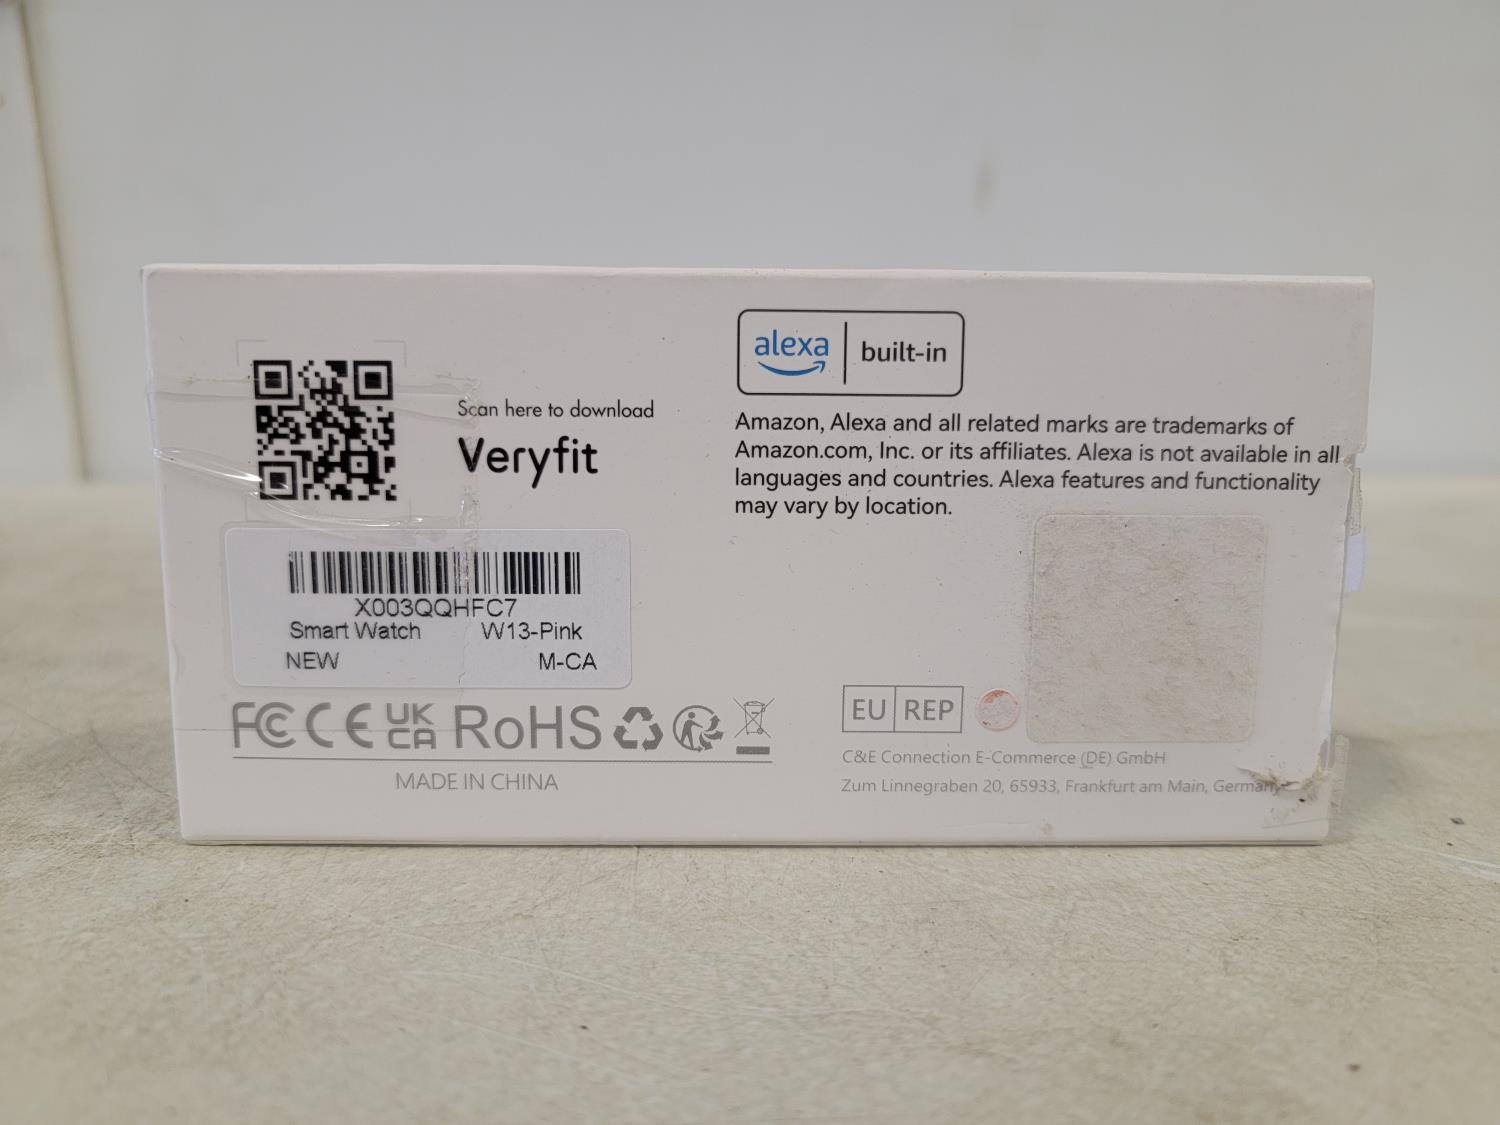 Scan here to download
Veryfit
alexa built-in
Amazon, Alexa and all related marks are trademarks of
Amazon.com, Inc. or its affiliates. Alexa is not available in all
languages and countries. Alexa features and functionality
may vary by location.
X003QQHFC7
Smart Watch W13-Pink
NEW M-CA
FC CE UK CA RoHS
MADE IN CHINA
EU REP
C&E Connection E-Commerce (DE) GmbH
Zum Linnegraben 20, 65933, Frankfurt am Main, Germany